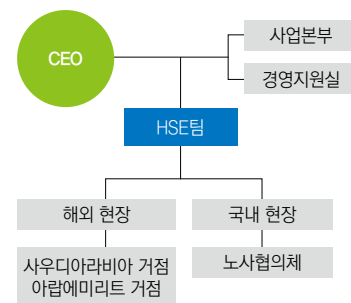 CEO
사업본부
경영지원실
HSE팀
해외 현장
국내 현장
사우디아라비아 거점
아랍에미리트 거점
노사협의체